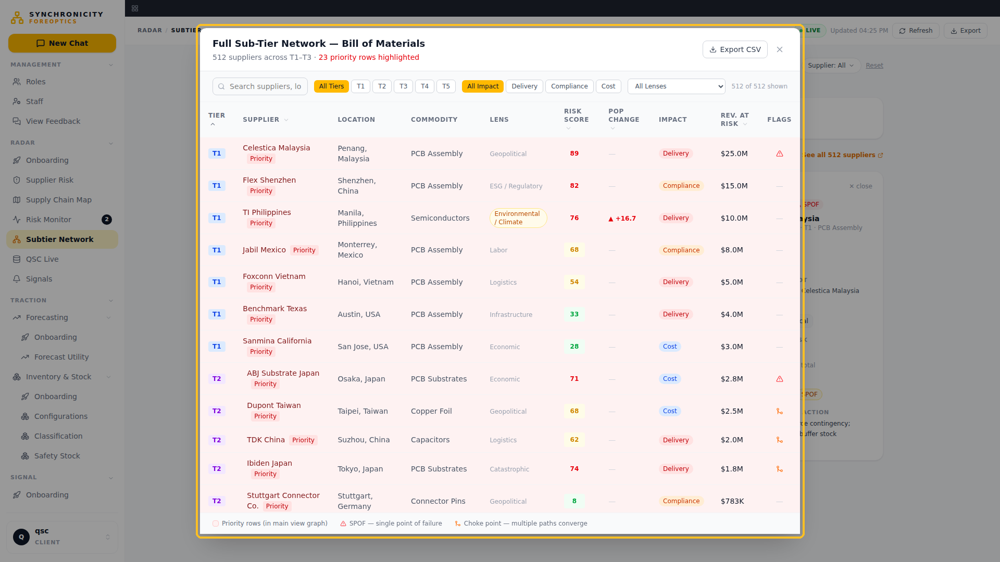 SYNCHRONICITY
FOREOPTICS
New Chat
MANAGEMENT
Roles
Staff
View Feedback
RADAR
Onboarding
Supplier Risk
Supply Chain Map
Risk Monitor 2
Subtier Network
QSC Live
Signals
TRACTION
Forecasting
Onboarding
Forecast Utility
Inventory & Stock
Onboarding
Configurations
Classification
Safety Stock
SIGNAL
Onboarding
Q qsc
CLIENT
RADAR / SUBTIER
LIVE Updated 04:25 PM Refresh Export
Supplier: All Reset
See all 512 suppliers
× close
SPOF
T1 · PCB Assembly
Celestica Malaysia
SPOF
contingency;
buffer stock
Full Sub-Tier Network — Bill of Materials
512 suppliers across T1–T3 · 23 priority rows highlighted
Export CSV
Search suppliers, lo All Tiers T1 T2 T3 T4 T5 All Impact Delivery Compliance Cost All Lenses 512 of 512 shown
TIER SUPPLIER LOCATION COMMODITY LENS RISK SCORE POP CHANGE IMPACT REV. AT RISK FLAGS
T1 Celestica Malaysia Priority Penang, Malaysia PCB Assembly Geopolitical 89 — Delivery $25.0M
T1 Flex Shenzhen Priority Shenzhen, China PCB Assembly ESG / Regulatory 82 — Compliance $15.0M —
T1 TI Philippines Priority Manila, Philippines Semiconductors Environmental / Climate 76 ▲ +16.7 Delivery $10.0M —
T1 Jabil Mexico Priority Monterrey, Mexico PCB Assembly Labor 68 — Compliance $8.0M —
T1 Foxconn Vietnam Priority Hanoi, Vietnam PCB Assembly Logistics 54 — Delivery $5.0M —
T1 Benchmark Texas Priority Austin, USA PCB Assembly Infrastructure 33 — Delivery $4.0M —
T1 Sanmina California Priority San Jose, USA PCB Assembly Economic 28 — Cost $3.0M —
T2 ABJ Substrate Japan Priority Osaka, Japan PCB Substrates Economic 71 — Cost $2.8M
T2 Dupont Taiwan Priority Taipei, Taiwan Copper Foil Geopolitical 68 — Cost $2.5M
T2 TDK China Priority Suzhou, China Capacitors Logistics 62 — Delivery $2.0M
T2 Ibiden Japan Priority Tokyo, Japan PCB Substrates Catastrophic 74 — Delivery $1.8M
T2 Stuttgart Connector Co. Priority Stuttgart, Germany Connector Pins Geopolitical 8 — Compliance $783K —
Priority rows (in main view graph) SPOF — single point of failure Choke point — multiple paths converge